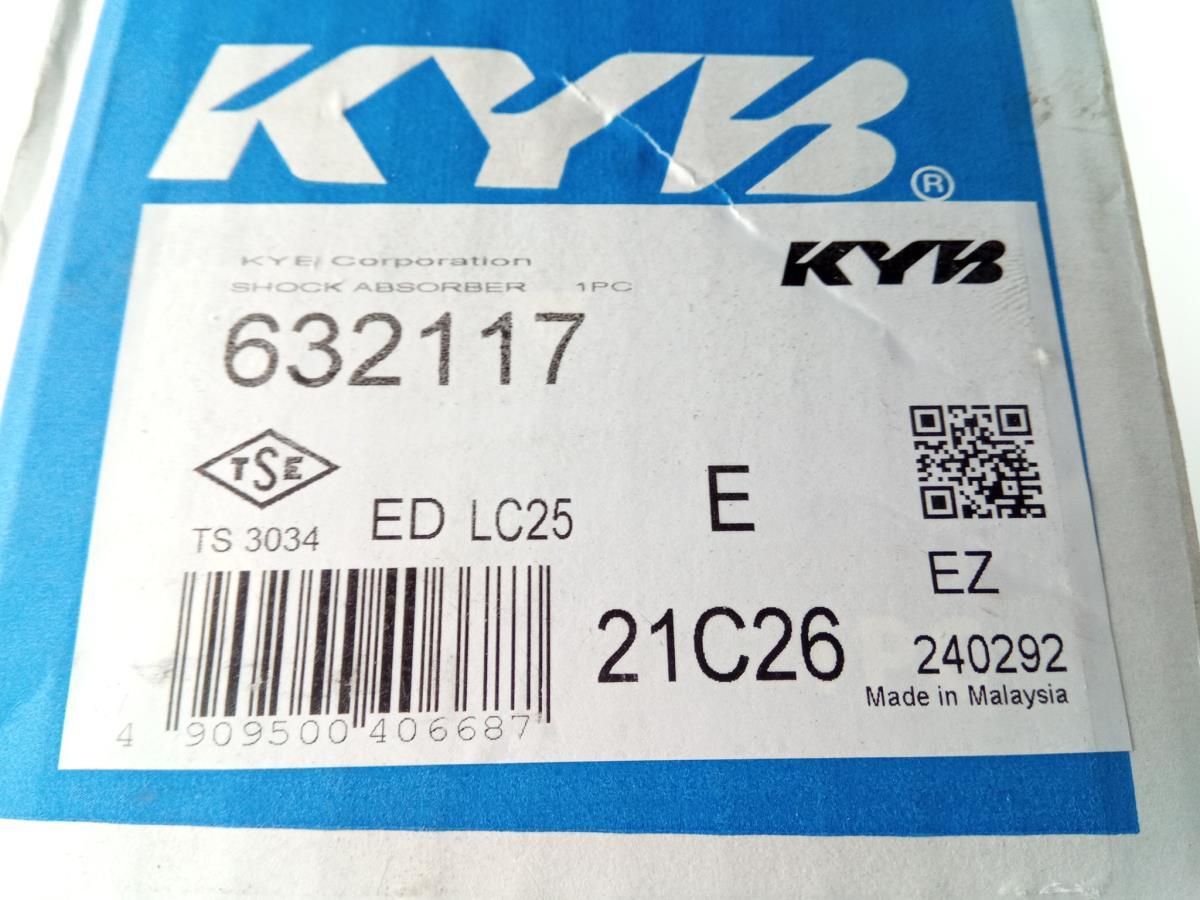 KYB ®
KYB Corporation
KYB
SHOCK ABSORBER 1PC
632117
TSE
TS 3034
ED LC25
E
EZ
21C26
240292
Made in Malaysia
4 909500 406687